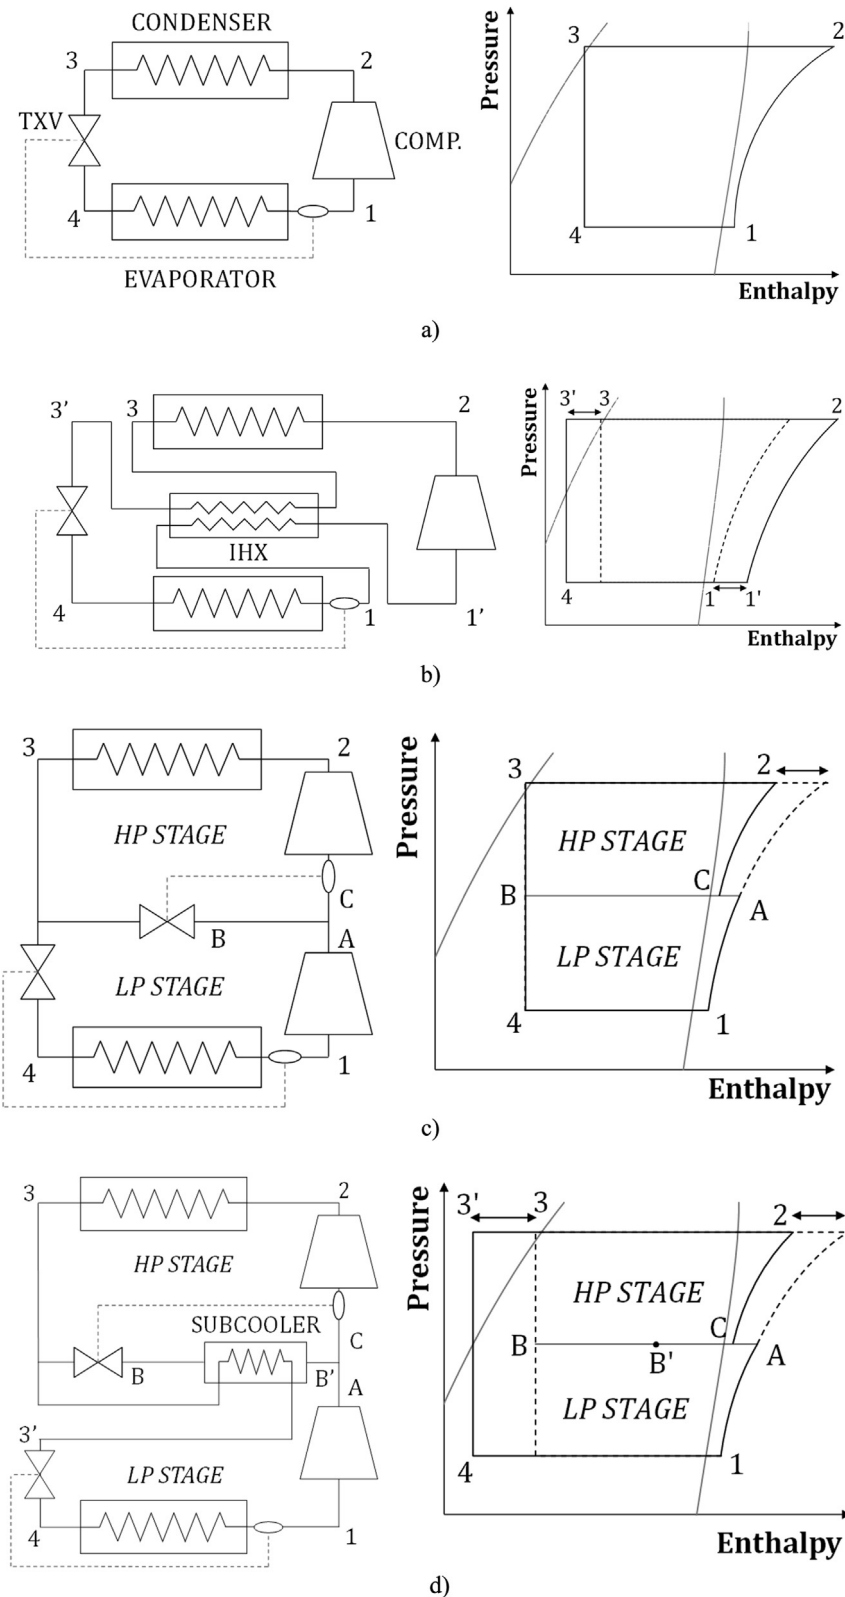 CONDENSER
3
2
TXV
COMP.
4
1
EVAPORATOR
Pressure
3
2
4
1
Enthalpy
a)
3'
3
2
IHX
4
1
1'
Pressure
3'
3
2
4
1
1'
Enthalpy
b)
3
2
HP STAGE
C
B
A
LP STAGE
4
1
Pressure
3
2
HP STAGE
B
C
A
LP STAGE
4
1
Enthalpy
c)
3
2
HP STAGE
SUBCOOLER
C
B
B'
A
3'
LP STAGE
4
1
Pressure
3'
3
2
HP STAGE
B
C
B'
A
LP STAGE
4
1
Enthalpy
d)